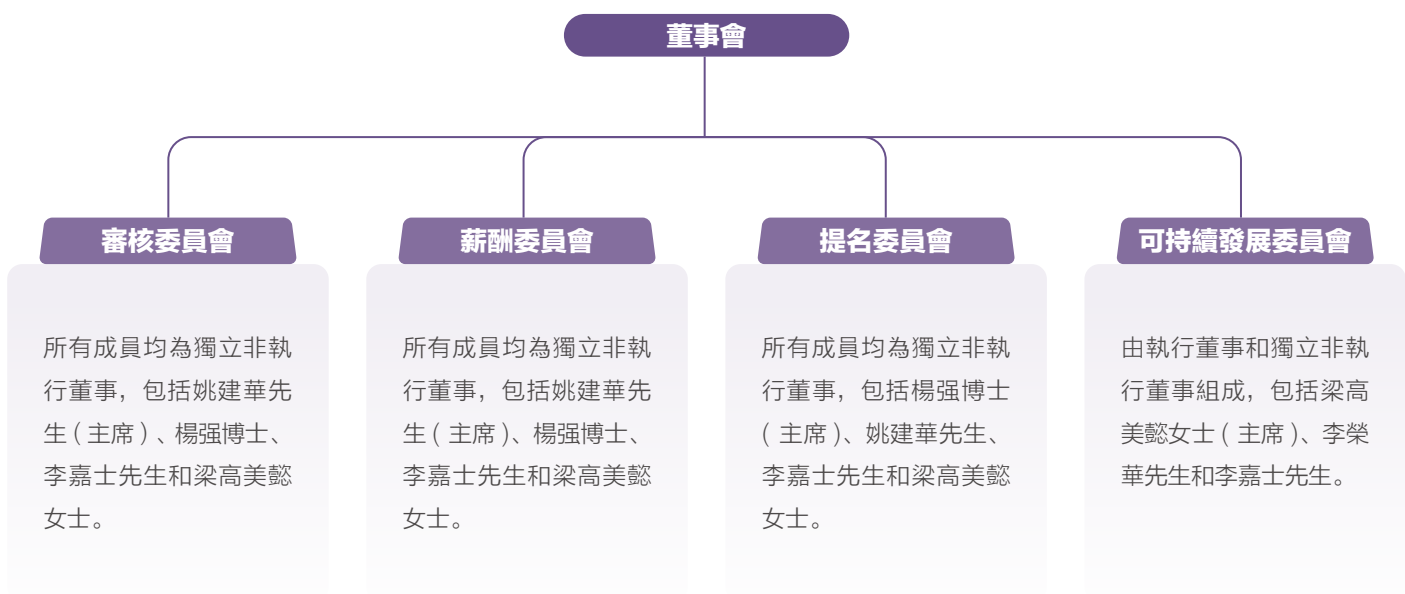 董事會
審核委員會
所有成員均為獨立非執
行董事，包括姚建華先
生（主席）、楊强博士、
李嘉士先生和梁高美懿
女士。
薪酬委員會
所有成員均為獨立非執
行董事，包括姚建華先
生（主席）、楊强博士、
李嘉士先生和梁高美懿
女士。
提名委員會
所有成員均為獨立非執
行董事，包括楊强博士
（主席）、姚建華先生、
李嘉士先生和梁高美懿
女士。
可持續發展委員會
由執行董事和獨立非執
行董事組成，包括梁高
美懿女士（主席）、李榮
華先生和李嘉士先生。